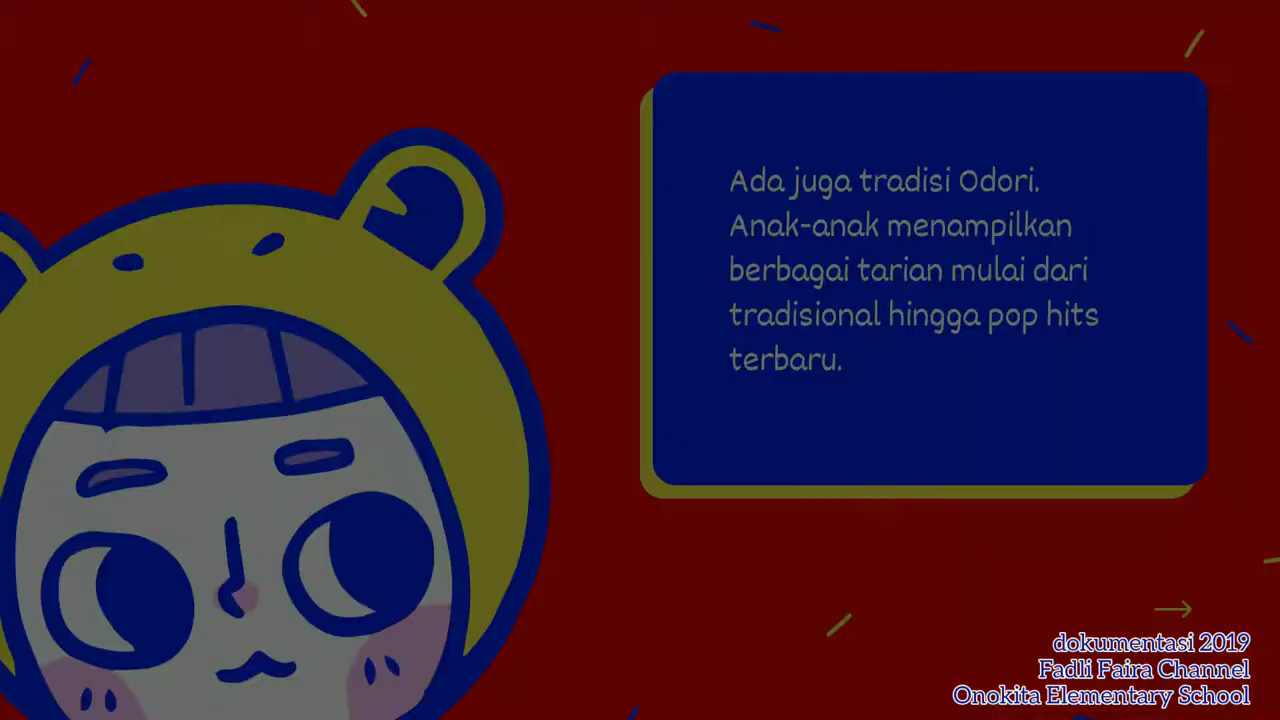 Ada juga tradisi Odori.
Anak-anak menampilkan
berbagai tarian mulai dari
tradisional hingga pop hits
terbaru.
dokumentasi 2019
Fadli Faira Channel
Onokita Elementary School